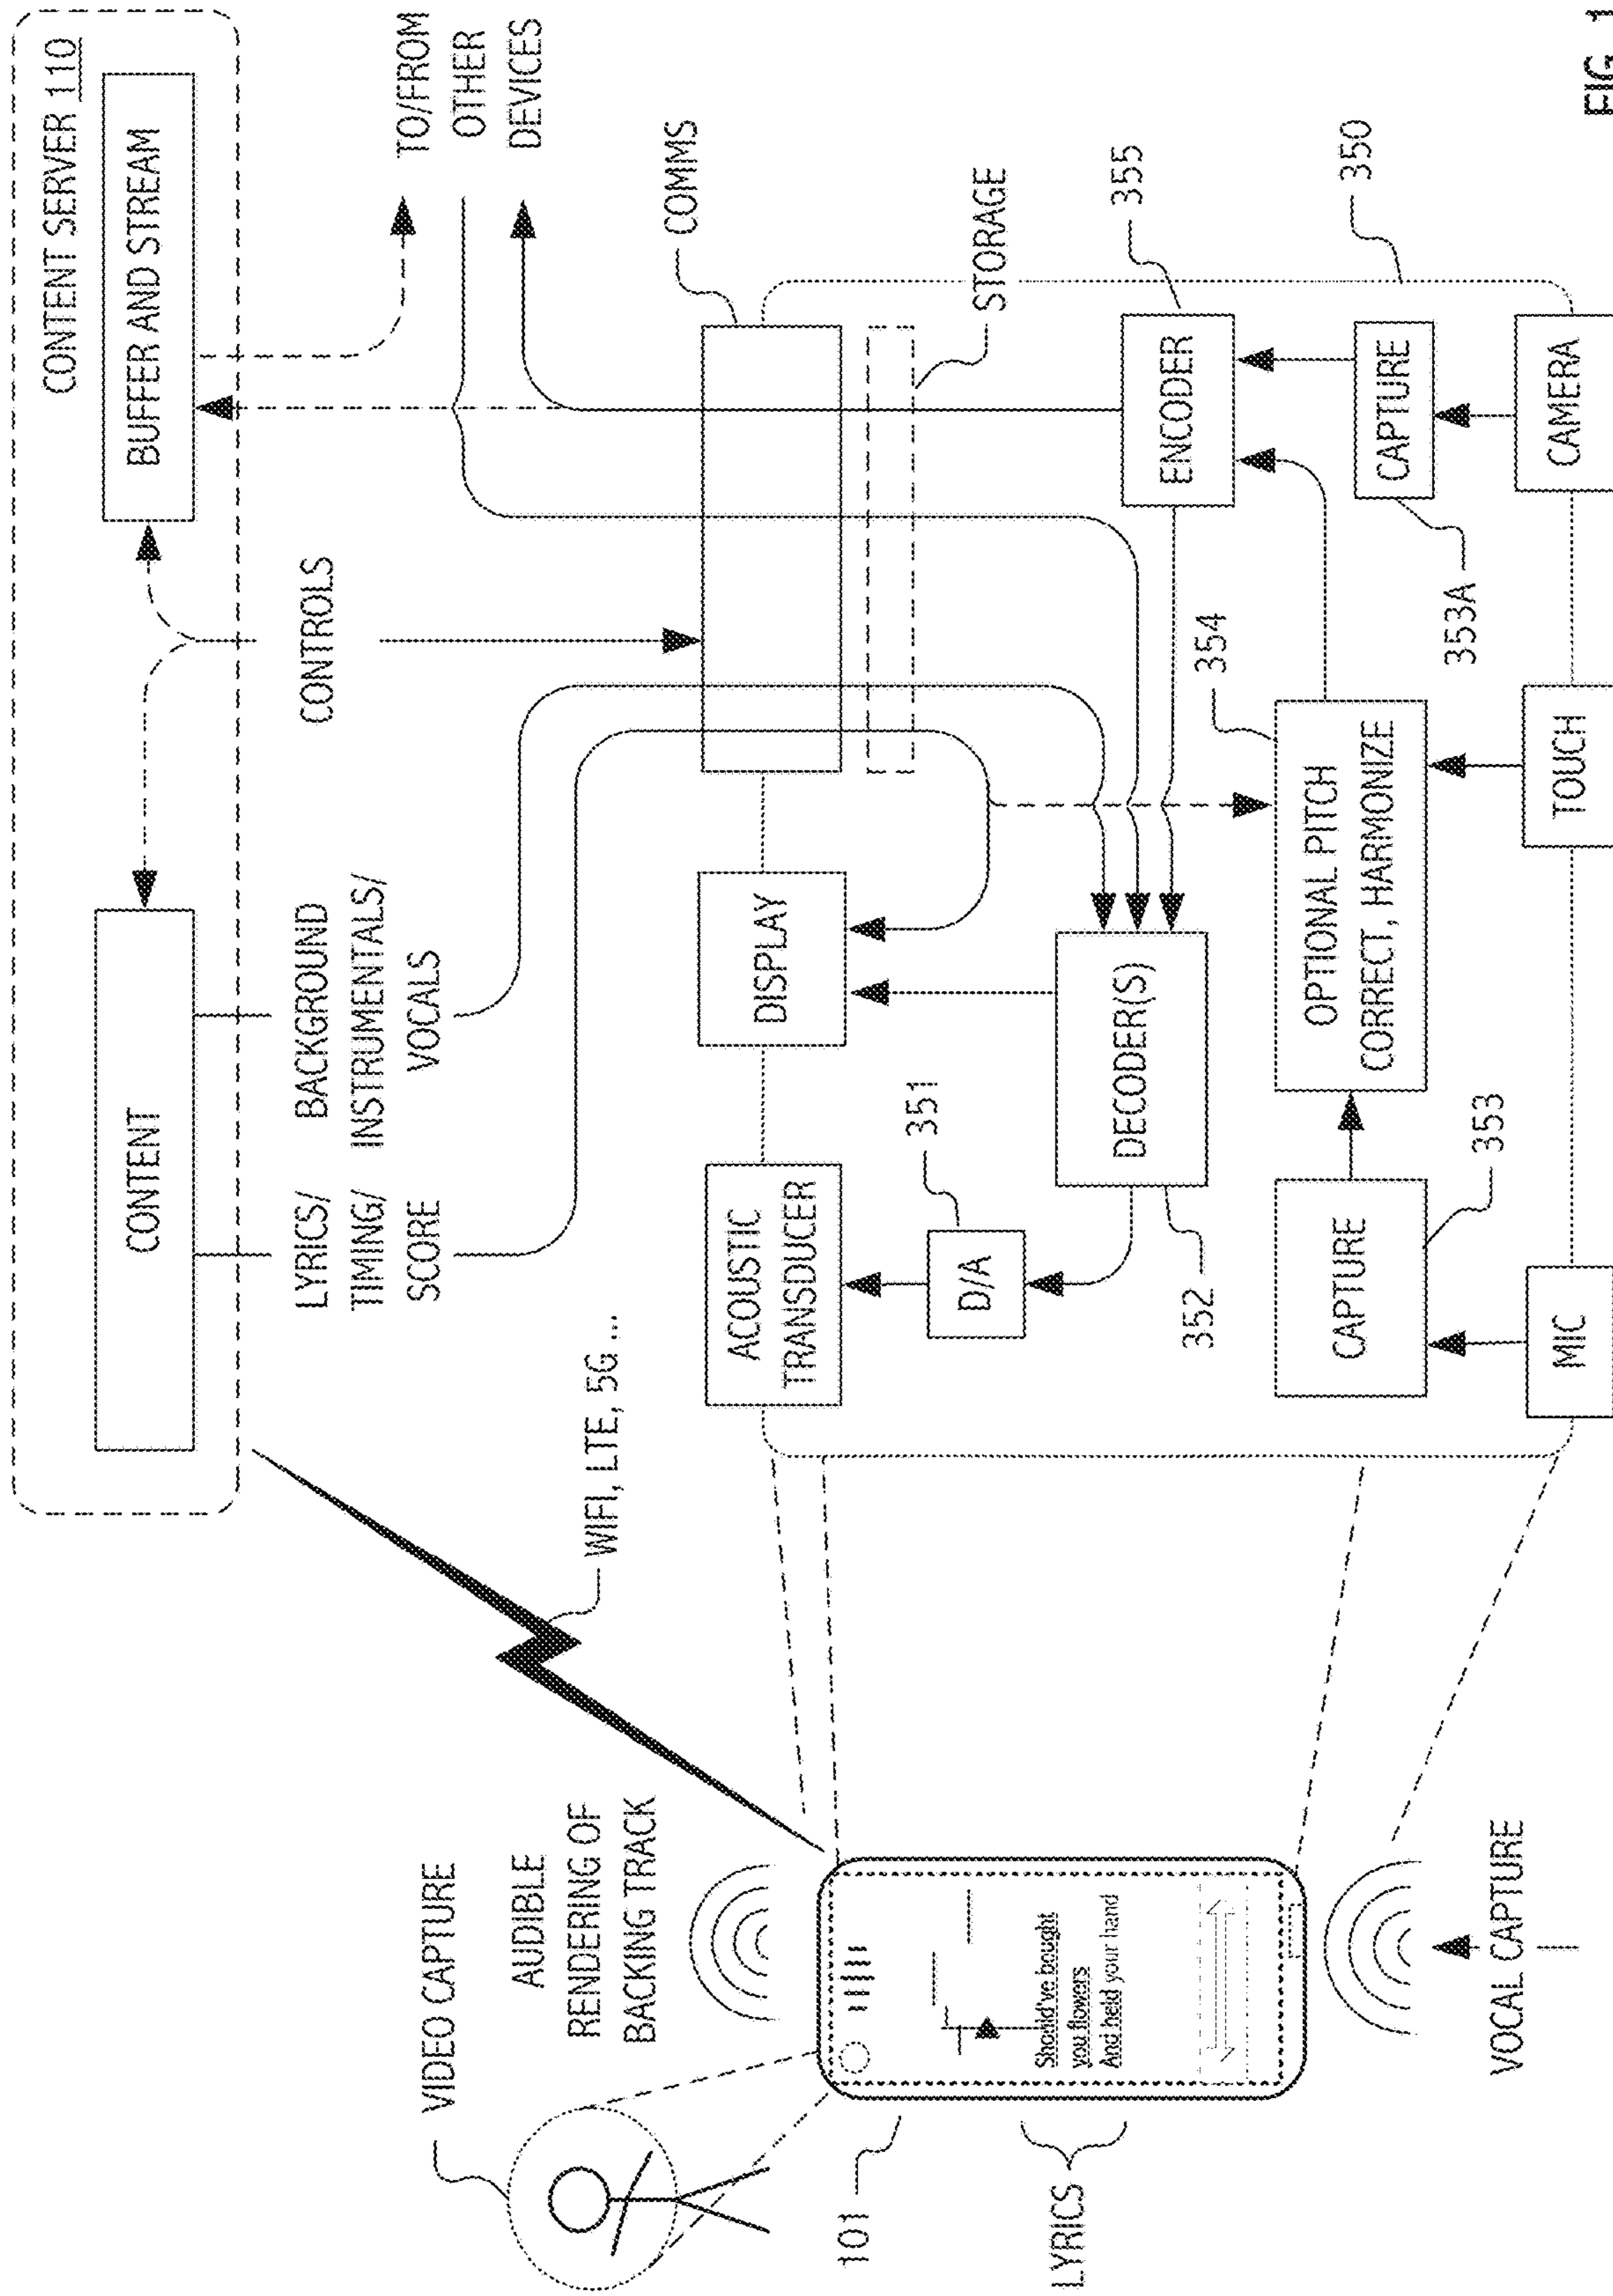 CONTENT SERVER 110
CONTENT
BUFFER AND STREAM
LYRICS/
TIMING/
SCORE
BACKGROUND
INSTRUMENTALS/
VOCALS
CONTROLS
TO/FROM
OTHER
DEVICES
WIFI, LTE, 5G ...
VIDEO CAPTURE
AUDIBLE
RENDERING OF
BACKING TRACK
COMMS
ACOUSTIC
TRANSDUCER
DISPLAY
STORAGE
351
D/A
DECODER(S)
352
355
ENCODER
354
OPTIONAL PITCH
CORRECT, HARMONIZE
CAPTURE
353
CAPTURE
353A
350
MIC
TOUCH
CAMERA
101
LYRICS
Should've bought
you flowers
And held your hand
VOCAL CAPTURE
FIG. 1